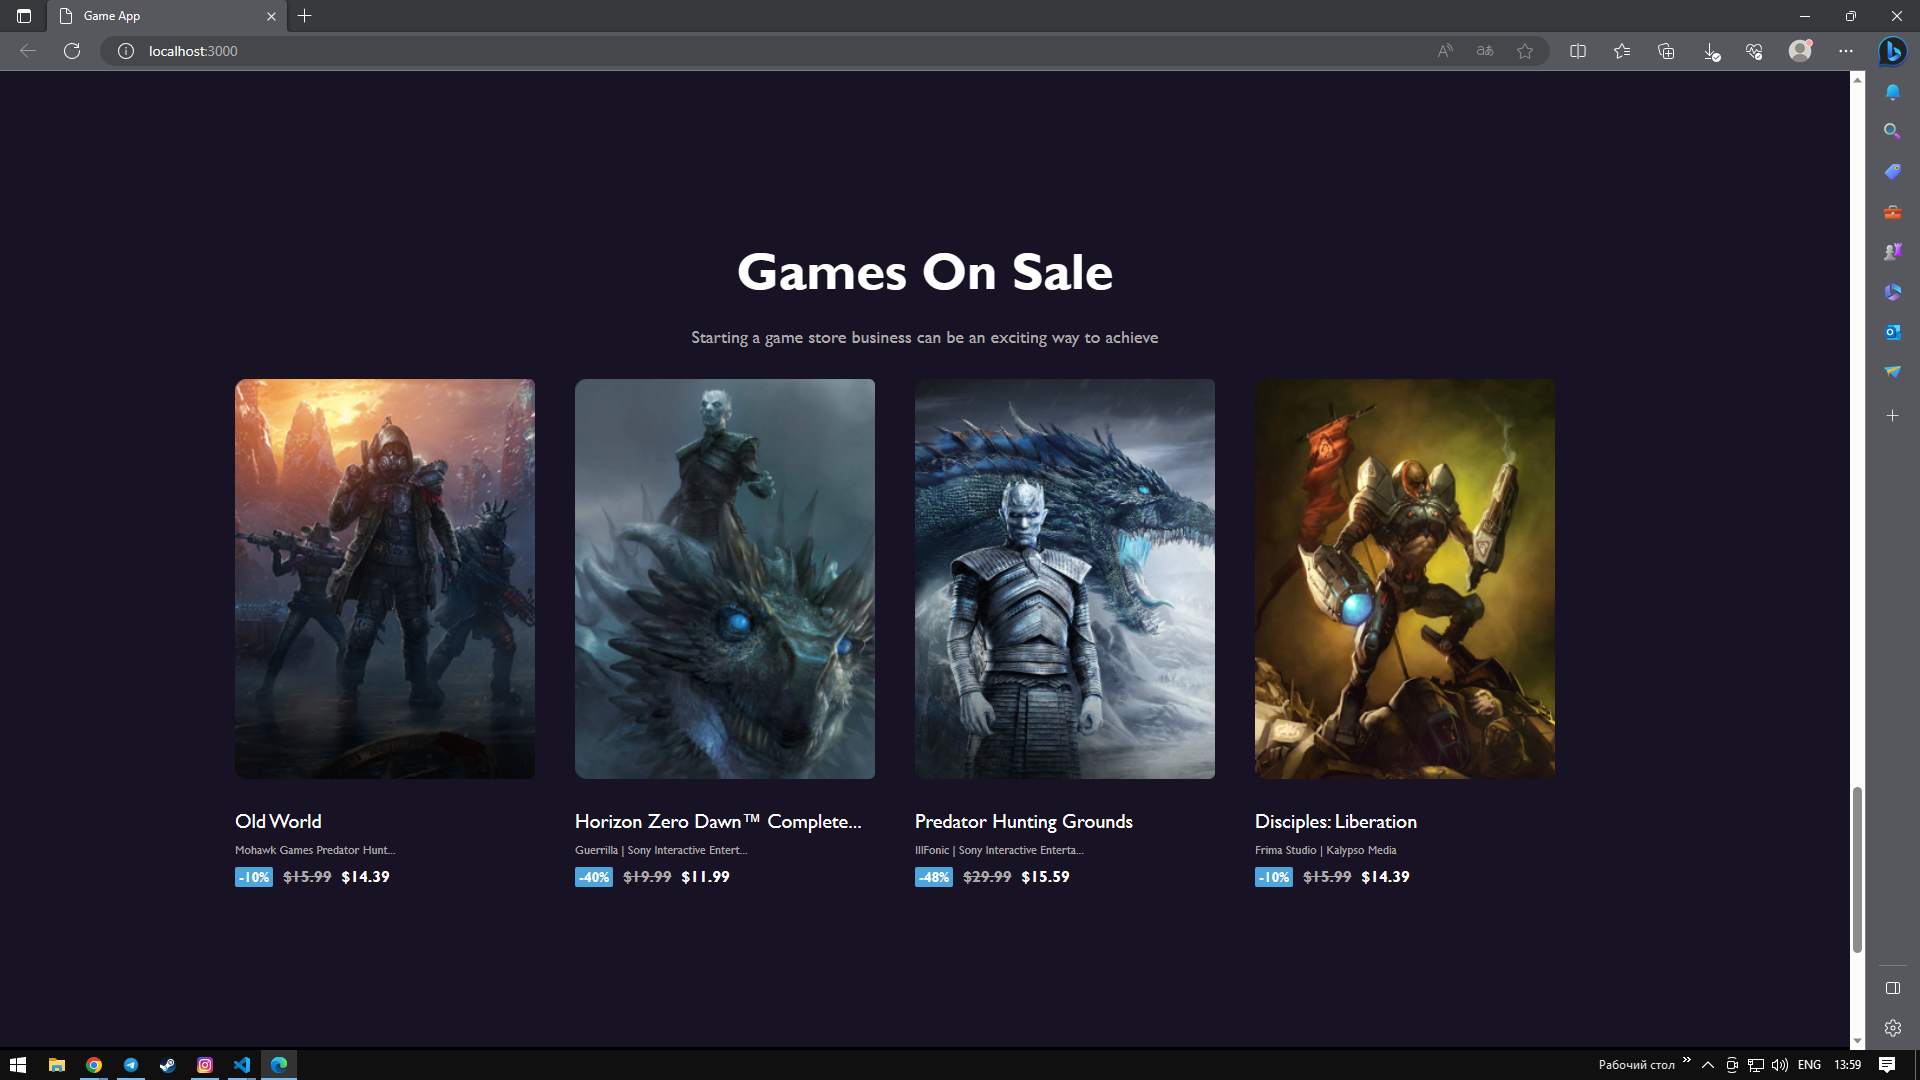 Game App
localhost:3000
Games On Sale
Starting a game store business can be an exciting way to achieve
Old World
Mohawk Games Predator Hunt...
-10% $15.99 $14.39
Horizon Zero Dawn™ Complete...
Guerrilla | Sony Interactive Entert...
-40% $19.99 $11.99
Predator Hunting Grounds
IllFonic | Sony Interactive Enterta...
-48% $29.99 $15.59
Disciples: Liberation
Frima Studio | Kalypso Media
-10% $15.99 $14.39
Рабочий стол » ENG 13:59